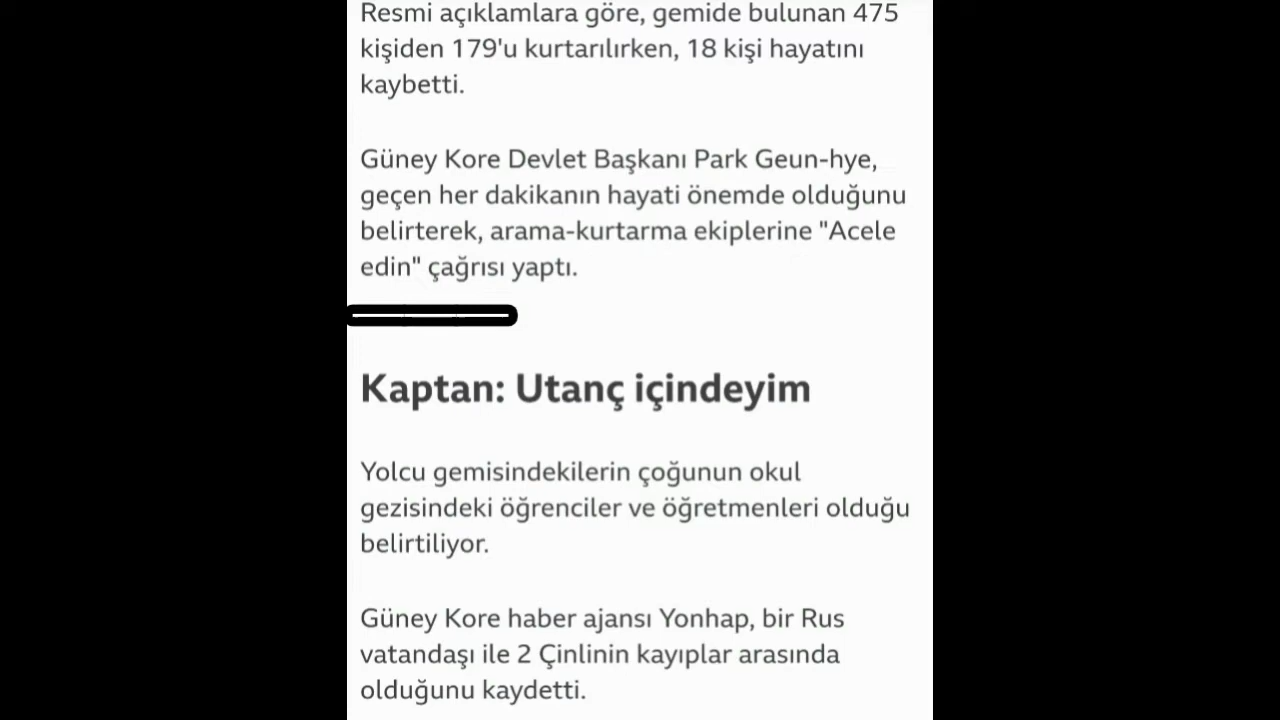 Resmi açıklamlara göre, gemide bulunan 475
kişiden 179'u kurtarılırken, 18 kişi hayatını
kaybetti.
Güney Kore Devlet Başkanı Park Geun-hye,
geçen her dakikanın hayati önemde olduğunu
belirterek, arama-kurtarma ekiplerine "Acele
edin" çağrısı yaptı.
Kaptan: Utanç içindeyim
Yolcu gemisindekilerin çoğunun okul
gezisindeki öğrenciler ve öğretmenleri olduğu
belirtiliyor.
Güney Kore haber ajansı Yonhap, bir Rus
vatandaşı ile 2 Çinlinin kayıplar arasında
olduğunu kaydetti.